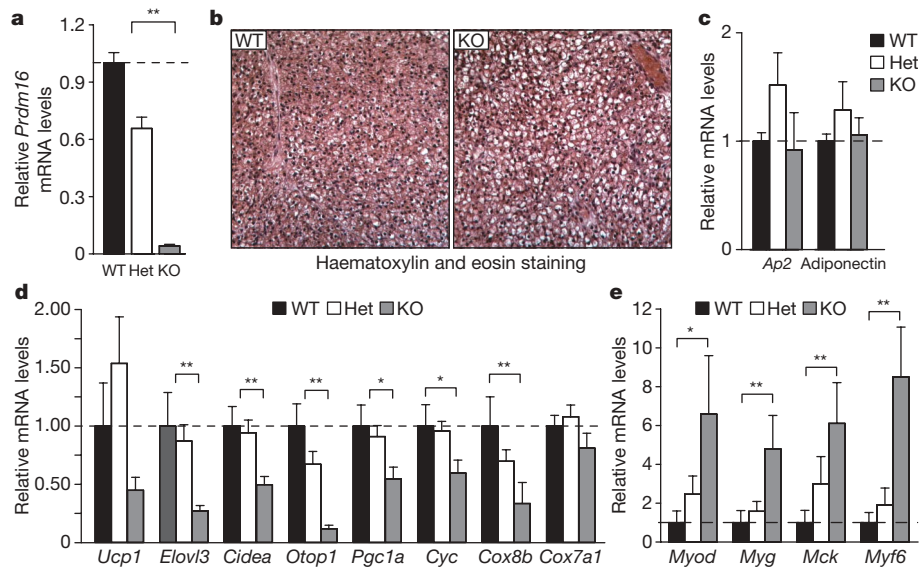 a
**
1.2
0.9
0.6
0.3
0
Relative Prdm16
mRNA levels
WT Het KO
b
WT
KO
Haematoxylin and eosin staining
c
WT
Het
KO
2
1
0
Relative mRNA levels
Ap2 Adiponectin
d
WT Het KO
2.00
1.50
1.00
0.50
0
Relative mRNA levels
** ** ** * * **
Ucp1 Elovl3 Cidea Otop1 Pgc1a Cyc Cox8b Cox7a1
e
WT Het KO
12
10
8
6
4
2
0
Relative mRNA levels
* ** ** **
Myod Myg Mck Myf6